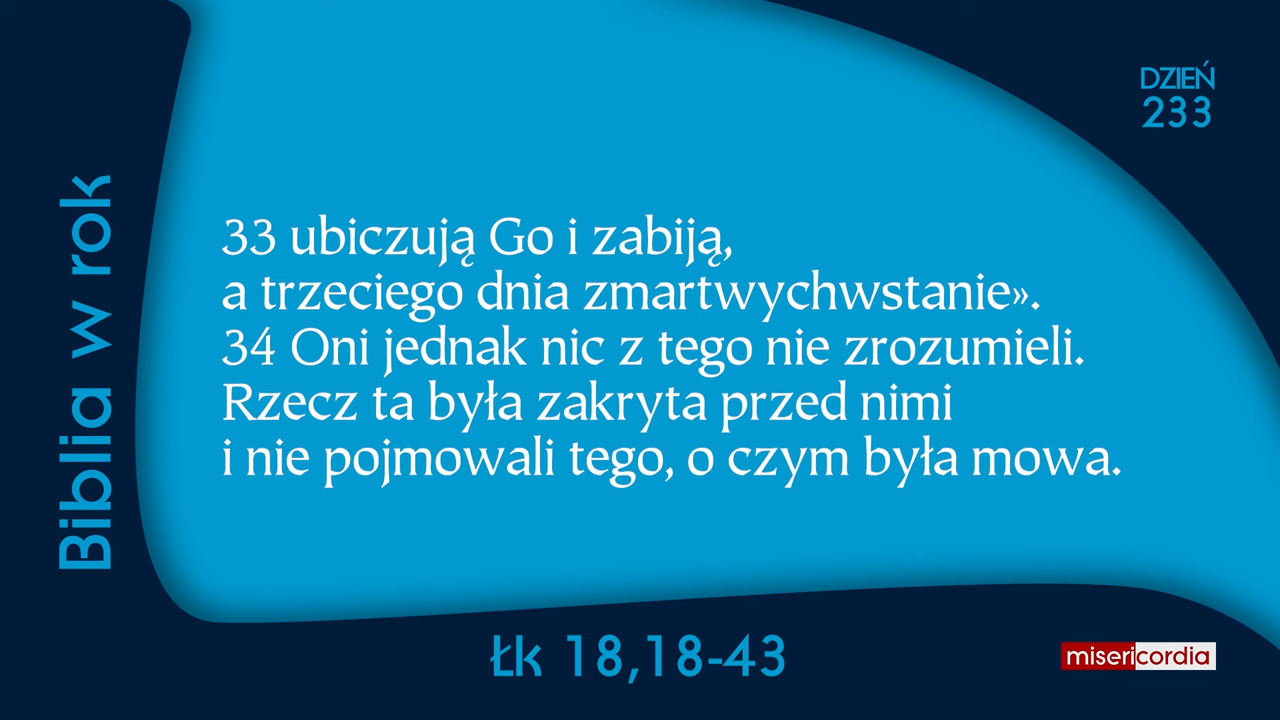 DZIEŃ
233
Biblia w rok
33 ubiczują Go i zabiją,
a trzeciego dnia zmartwychwstanie».
34 Oni jednak nic z tego nie zrozumieli.
Rzecz ta była zakryta przed nimi
i nie pojmowali tego, o czym była mowa.
Łk 18,18-43
misericordia